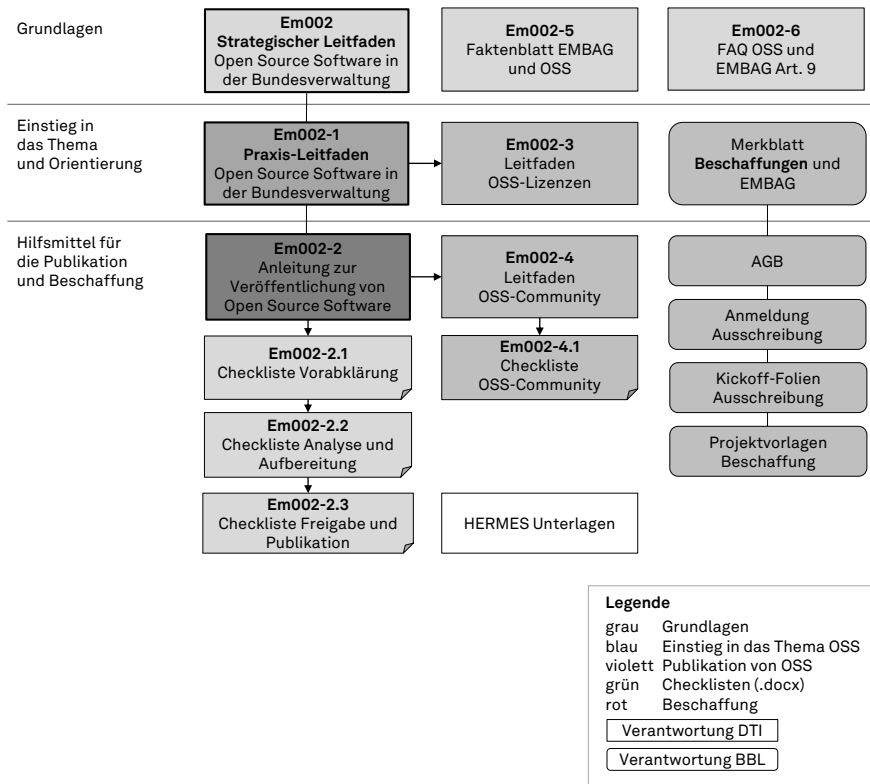 Grundlagen
Em002
Strategischer Leitfaden
Open Source Software in
der Bundesverwaltung
Em002-5
Faktenblatt EMBAG
und OSS
Em002-6
FAQ OSS und
EMBAG Art. 9
Einstieg in
das Thema
und Orientierung
Em002-1
Praxis-Leitfaden
Open Source Software in
der Bundesverwaltung
Em002-3
Leitfaden
OSS-Lizenzen
Merkblatt
Beschaffungen und
EMBAG
Hilfsmittel für
die Publikation
und Beschaffung
Em002-2
Anleitung zur
Veröffentlichung von
Open Source Software
Em002-4
Leitfaden
OSS-Community
AGB
Anmeldung
Ausschreibung
Em002-2.1
Checkliste Vorabklärung
Em002-4.1
Checkliste
OSS-Community
Kickoff-Folien
Ausschreibung
Em002-2.2
Checkliste Analyse und
Aufbereitung
Projektvorlagen
Beschaffung
Em002-2.3
Checkliste Freigabe und
Publikation
HERMES Unterlagen
Legende
grau Grundlagen
blau Einstieg in das Thema OSS
violett Publikation von OSS
grün Checklisten (.docx)
rot Beschaffung
Verantwortung DTI
Verantwortung BBL